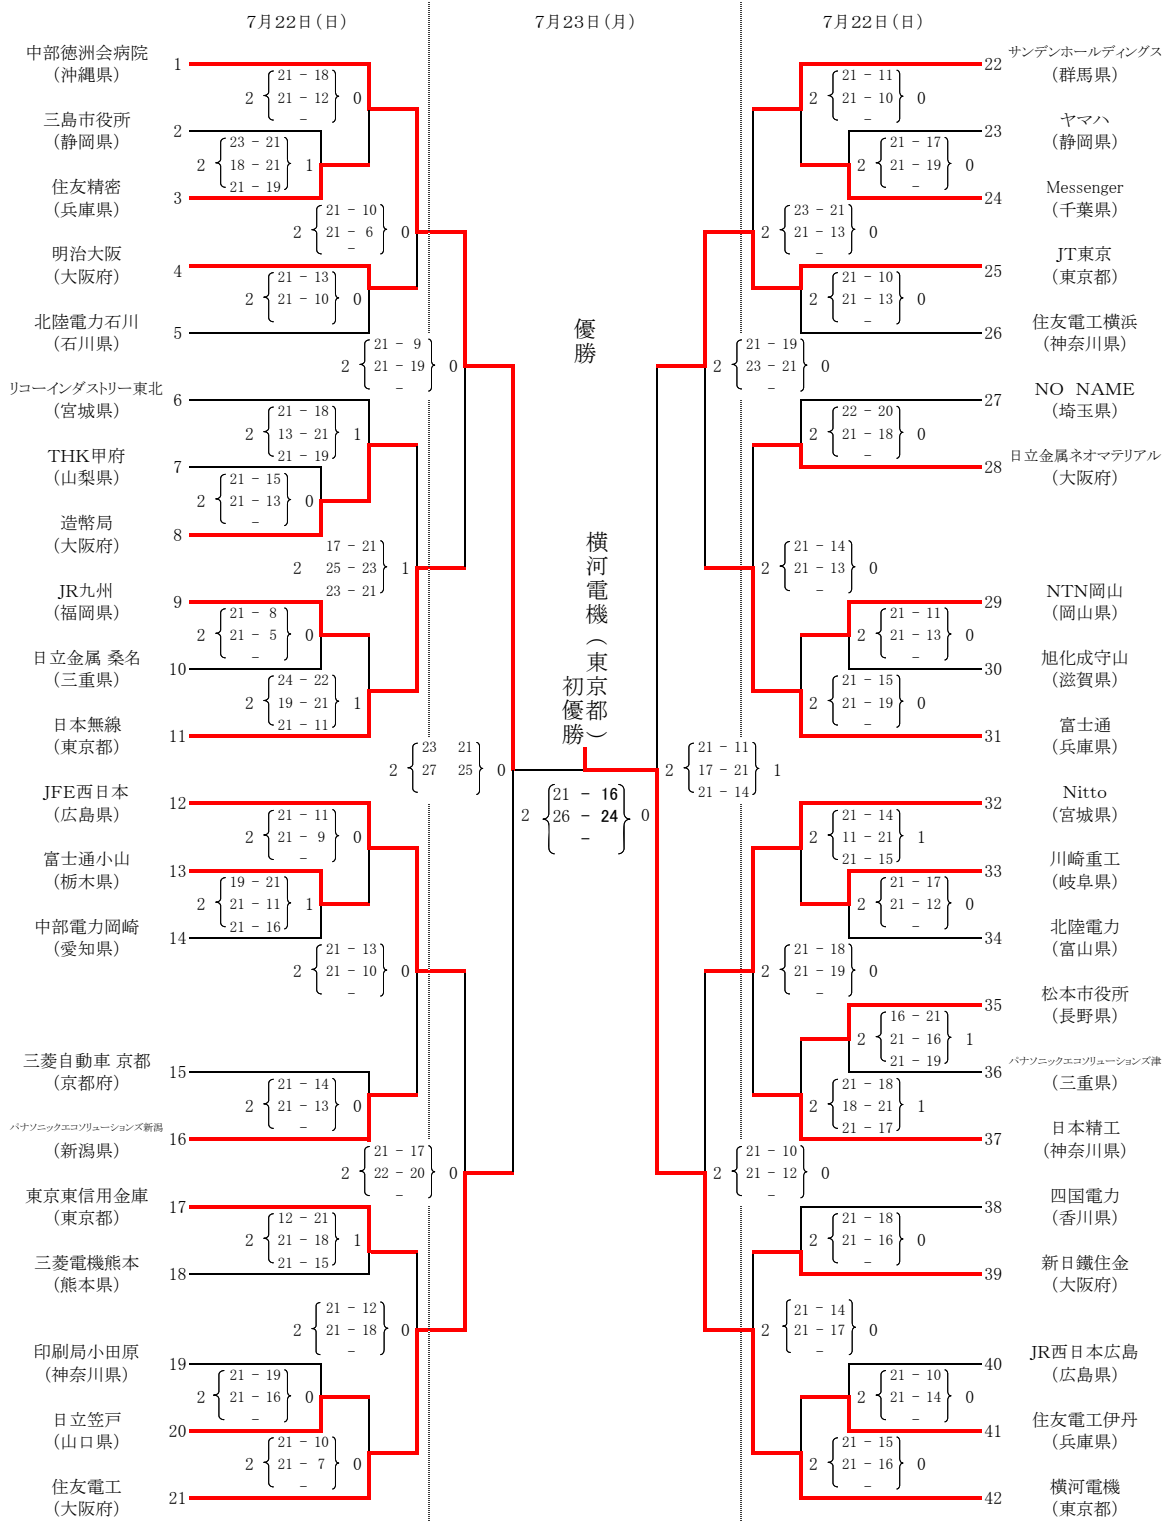 7月22日(日)
7月23日(月)
7月22日(日)
中部徳洲会病院
(沖縄県)
1
21 - 18
2 21 - 12 0
-
三島市役所
(静岡県)
2
23 - 21
2 18 - 21 1
21 - 19
住友精密
(兵庫県)
3
21 - 10
2 21 - 6 0
-
明治大阪
(大阪府)
4
21 - 13
2 21 - 10 0
-
北陸電力石川
(石川県)
5
21 - 9
2 21 - 19 0
-
リコーインダストリー東北
(宮城県)
6
21 - 18
2 13 - 21 1
21 - 19
THK甲府
(山梨県)
7
21 - 15
2 21 - 13 0
-
造幣局
(大阪府)
8
17 - 21
2 25 - 23 1
23 - 21
JR九州
(福岡県)
9
21 - 8
2 21 - 5 0
-
日立金属 桑名
(三重県)
10
24 - 22
2 19 - 21 1
21 - 11
日本無線
(東京都)
11
23 21
2 27 25 0
JFE西日本
(広島県)
12
21 - 11
2 21 - 9 0
-
富士通小山
(栃木県)
13
19 - 21
2 21 - 11 1
21 - 16
中部電力岡崎
(愛知県)
14
21 - 13
2 21 - 10 0
-
三菱自動車 京都
(京都府)
15
21 - 14
2 21 - 13 0
-
パナソニックエコソリューションズ新潟
(新潟県)
16
21 - 17
2 22 - 20 0
-
東京東信用金庫
(東京都)
17
12 - 21
2 21 - 18 1
21 - 15
三菱電機熊本
(熊本県)
18
21 - 12
2 21 - 18 0
-
印刷局小田原
(神奈川県)
19
21 - 19
2 21 - 16 0
-
日立笠戸
(山口県)
20
21 - 10
2 21 - 7 0
-
住友電工
(大阪府)
21
優勝
横河電機(東京都)
初優勝
21 - 16
2 26 - 24 0
-
22
サンデンホールディングス
(群馬県)
21 - 11
2 21 - 10 0
-
23
ヤマハ
(静岡県)
21 - 17
2 21 - 19 0
-
24
Messenger
(千葉県)
23 - 21
2 21 - 13 0
-
25
JT東京
(東京都)
21 - 10
2 21 - 13 0
-
26
住友電工横浜
(神奈川県)
21 - 19
2 23 - 21 0
-
27
NO NAME
(埼玉県)
22 - 20
2 21 - 18 0
-
28
日立金属ネオマテリアル
(大阪府)
21 - 14
2 21 - 13 0
-
29
NTN岡山
(岡山県)
21 - 11
2 21 - 13 0
-
30
旭化成守山
(滋賀県)
21 - 15
2 21 - 19 0
-
31
富士通
(兵庫県)
21 - 11
2 17 - 21 1
21 - 14
32
Nitto
(宮城県)
21 - 14
2 11 - 21 1
21 - 15
33
川崎重工
(岐阜県)
21 - 17
2 21 - 12 0
-
34
北陸電力
(富山県)
21 - 18
2 21 - 19 0
-
35
松本市役所
(長野県)
16 - 21
2 21 - 16 1
21 - 19
36
パナソニックエコソリューションズ津
(三重県)
21 - 18
2 18 - 21 1
21 - 17
37
日本精工
(神奈川県)
21 - 10
2 21 - 12 0
-
38
四国電力
(香川県)
21 - 18
2 21 - 16 0
-
39
新日鐵住金
(大阪府)
21 - 14
2 21 - 17 0
-
40
JR西日本広島
(広島県)
21 - 10
2 21 - 14 0
-
41
住友電工伊丹
(兵庫県)
21 - 15
2 21 - 16 0
-
42
横河電機
(東京都)